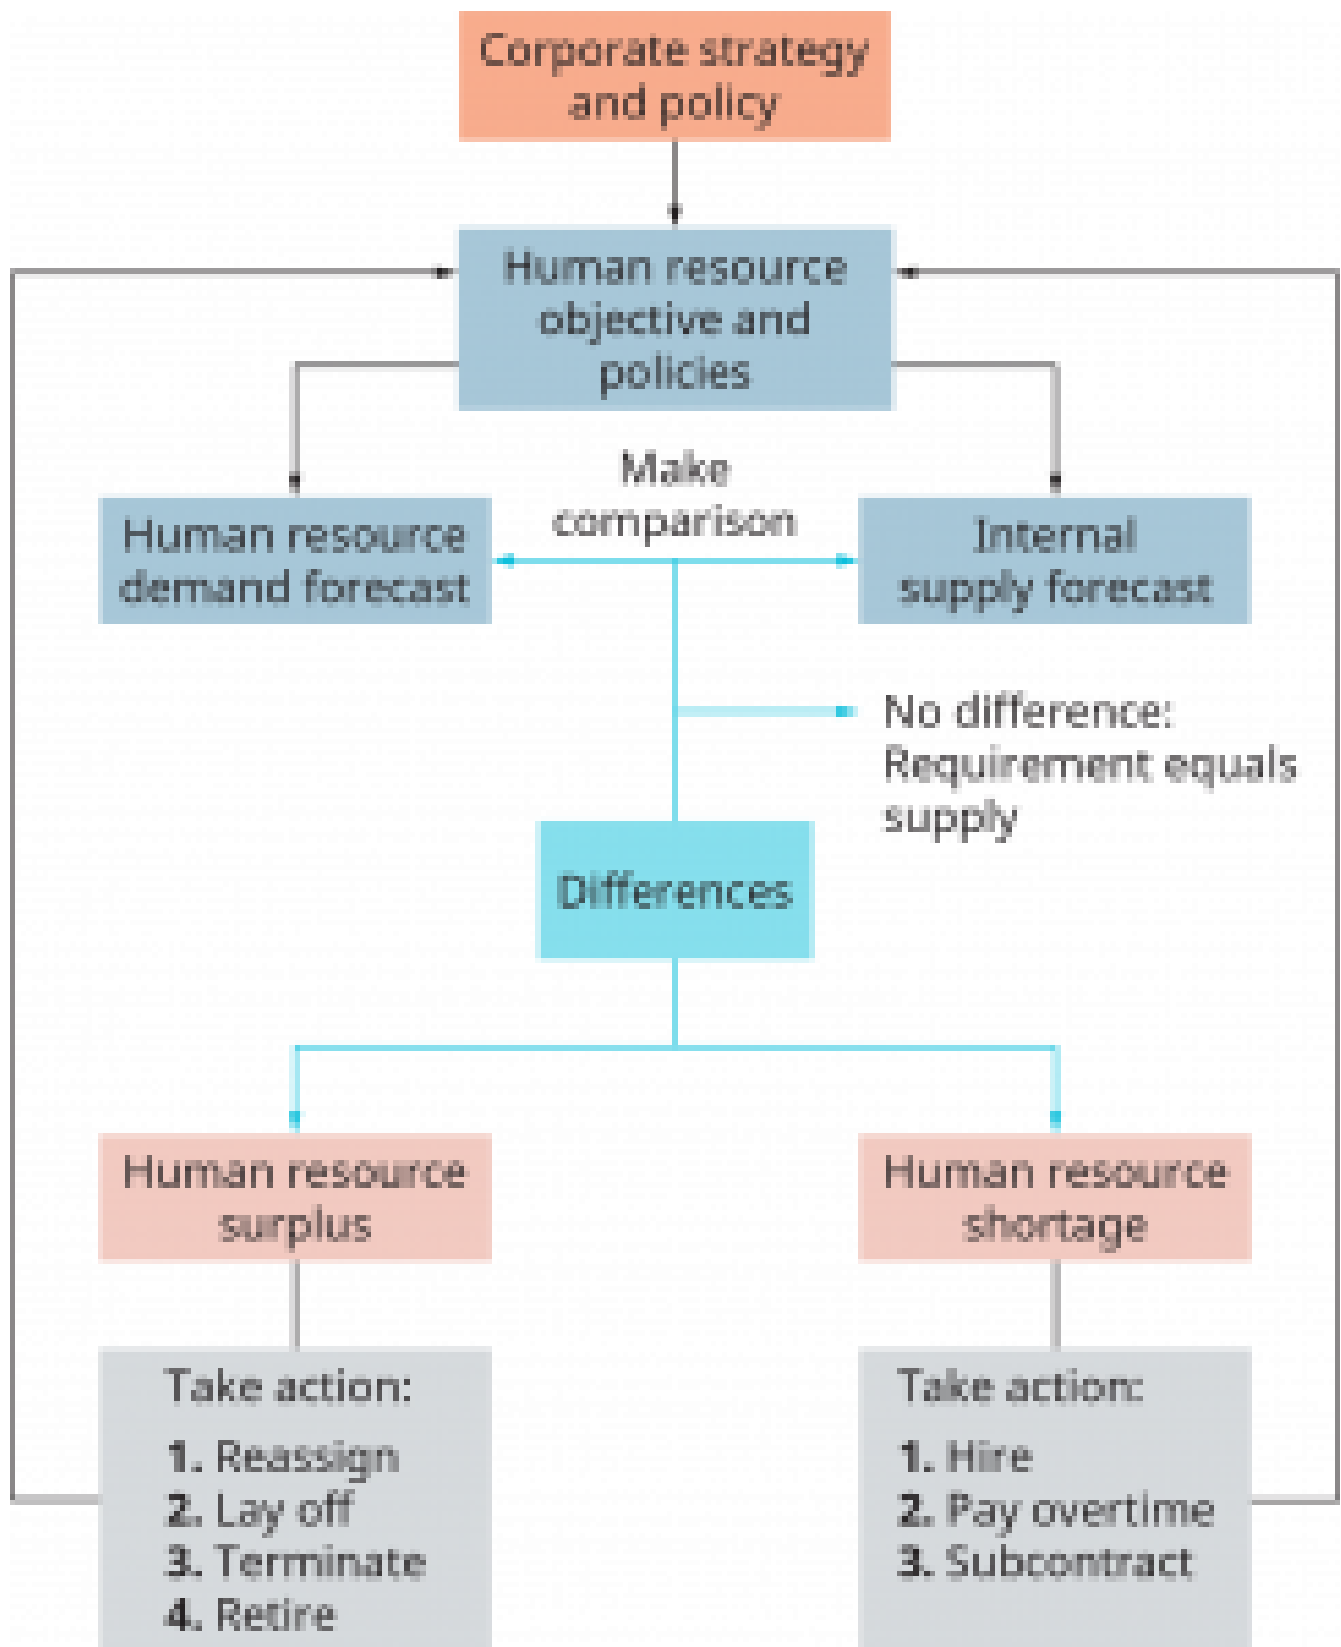 Corporate strategy
and policy
Human resource
objective and
policies
Make
comparison
Human resource
demand forecast
Internal
supply forecast
No difference:
Requirement equals
supply
Differences
Human resource
surplus
Human resource
shortage
Take action:
1. Reassign
2. Lay off
3. Terminate
4. Retire
Take action:
1. Hire
2. Pay overtime
3. Subcontract